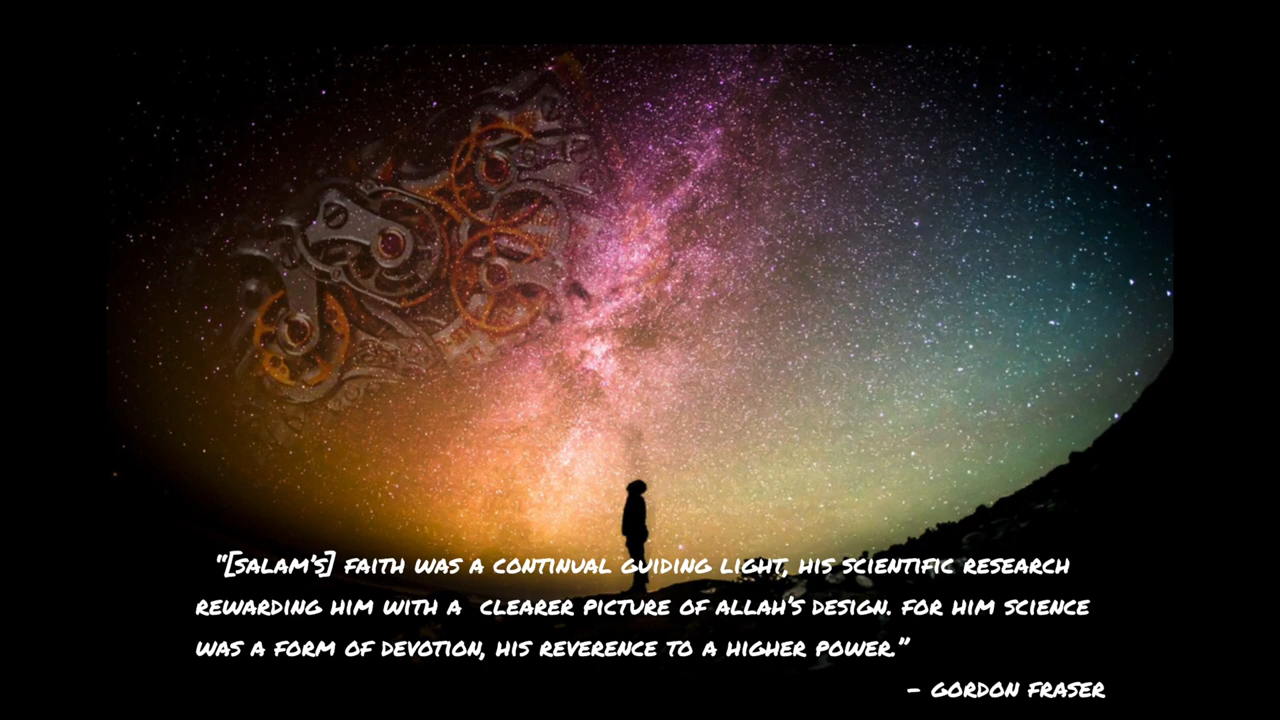 "[SALAM'S] FAITH WAS A CONTINUAL GUIDING LIGHT, HIS SCIENTIFIC RESEARCH
REWARDING HIM WITH A CLEARER PICTURE OF ALLAH'S DESIGN. FOR HIM SCIENCE
WAS A FORM OF DEVOTION, HIS REVERENCE TO A HIGHER POWER."
- GORDON FRASER